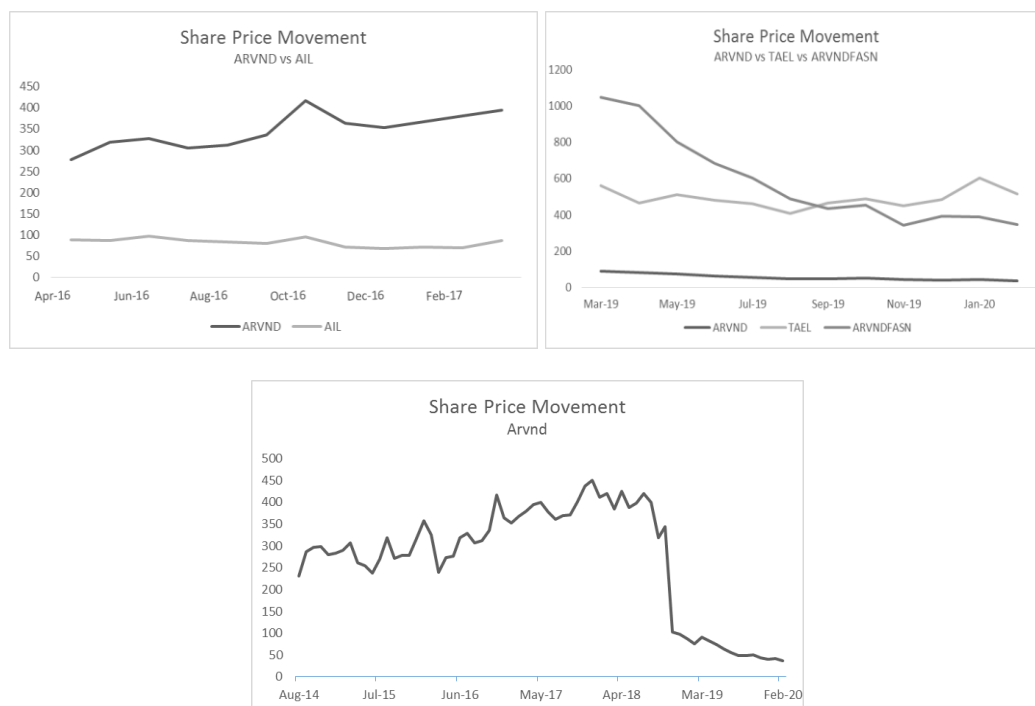 Share Price Movement
ARVND vs AIL
450
400
350
300
250
200
150
100
50
0
Apr-16 Jun-16 Aug-16 Oct-16 Dec-16 Feb-17
ARVND AIL
Share Price Movement
ARVND vs TAEL vs ARVNDFASN
1200
1000
800
600
400
200
0
Mar-19 May-19 Jul-19 Sep-19 Nov-19 Jan-20
ARVND TAEL ARVNDFASN
Share Price Movement
Arvnd
500
450
400
350
300
250
200
150
100
50
0
Aug-14 Jul-15 Jun-16 May-17 Apr-18 Mar-19 Feb-20